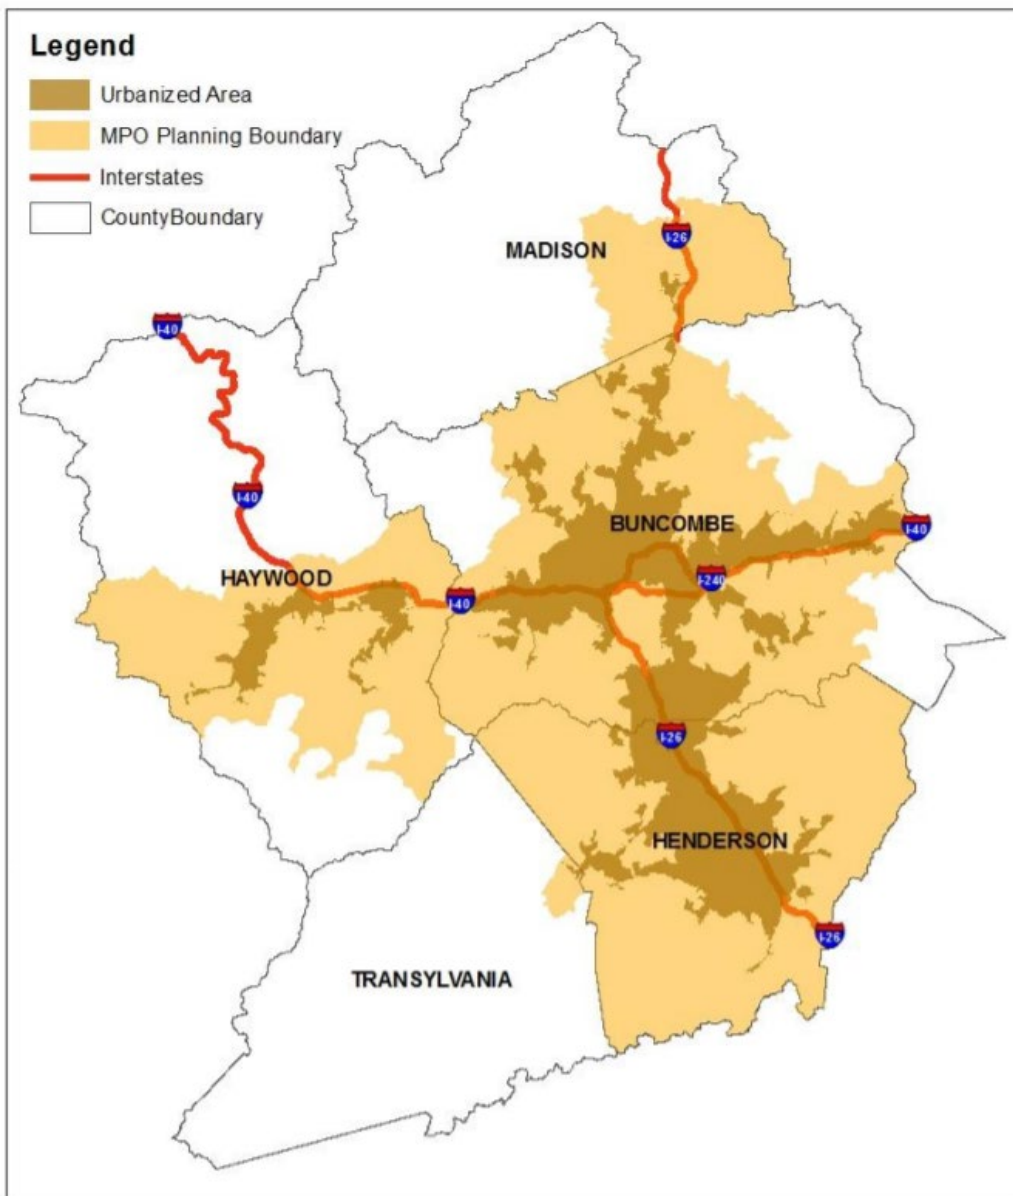 Legend
Urbanized Area
MPO Planning Boundary
Interstates
CountyBoundary
I-26
MADISON
I-40
I-40
BUNCOMBE
I-40
HAYWOOD
I-240
I-40
I-26
HENDERSON
I-26
TRANSYLVANIA